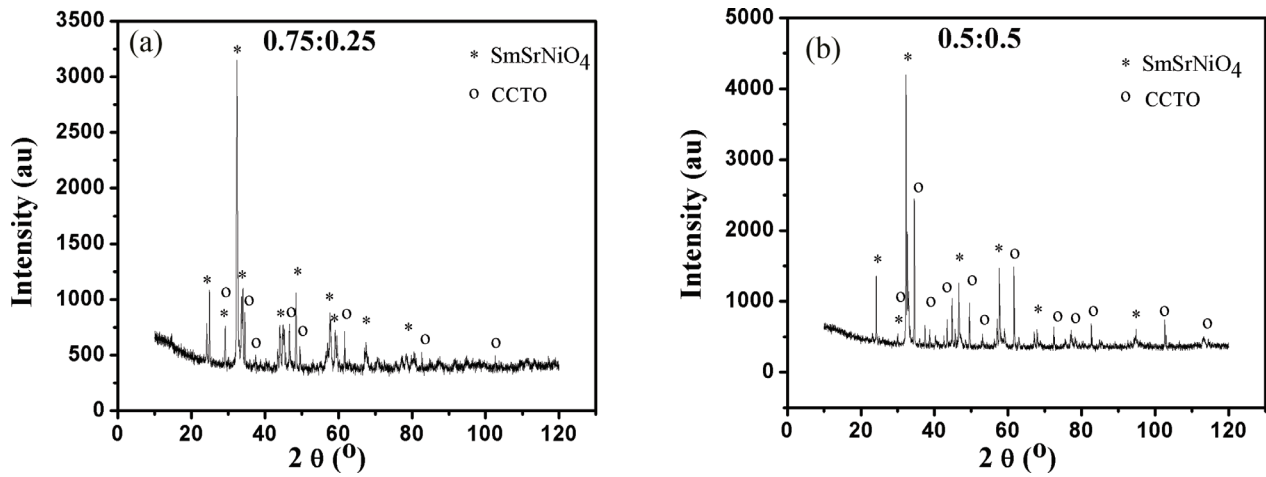 (a)
0.75:0.25
* SmSrNiO4
o CCTO
3500
3000
2500
2000
1500
1000
500
0
Intensity (au)
* * o * * o o * * o * o * * o * * o o
0 20 40 60 80 100 120
2 θ (o)
(b)
0.5:0.5
* SmSrNiO4
o CCTO
5000
4000
3000
2000
1000
0
Intensity (au)
* * o o * o o * o o * o * o o o * o o
0 20 40 60 80 100 120
2 θ (o)